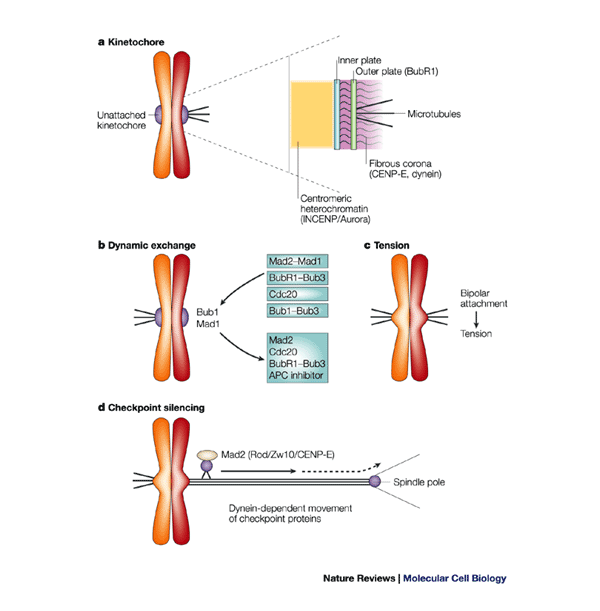 a Kinetochore
Inner plate
Outer plate (BubR1)
Unattached
kinetochore
Microtubules
Fibrous corona
(CENP-E, dynein)
Centromeric
heterochromatin
(INCENP/Aurora)
b Dynamic exchange
Mad2–Mad1
BubR1–Bub3
Cdc20
Bub1–Bub3
Bub1
Mad1
Mad2
Cdc20
BubR1–Bub3
APC inhibitor
c Tension
Bipolar
attachment
Tension
d Checkpoint silencing
Mad2 (Rod/Zw10/CENP-E)
Spindle pole
Dynein-dependent movement
of checkpoint proteins
Nature Reviews | Molecular Cell Biology